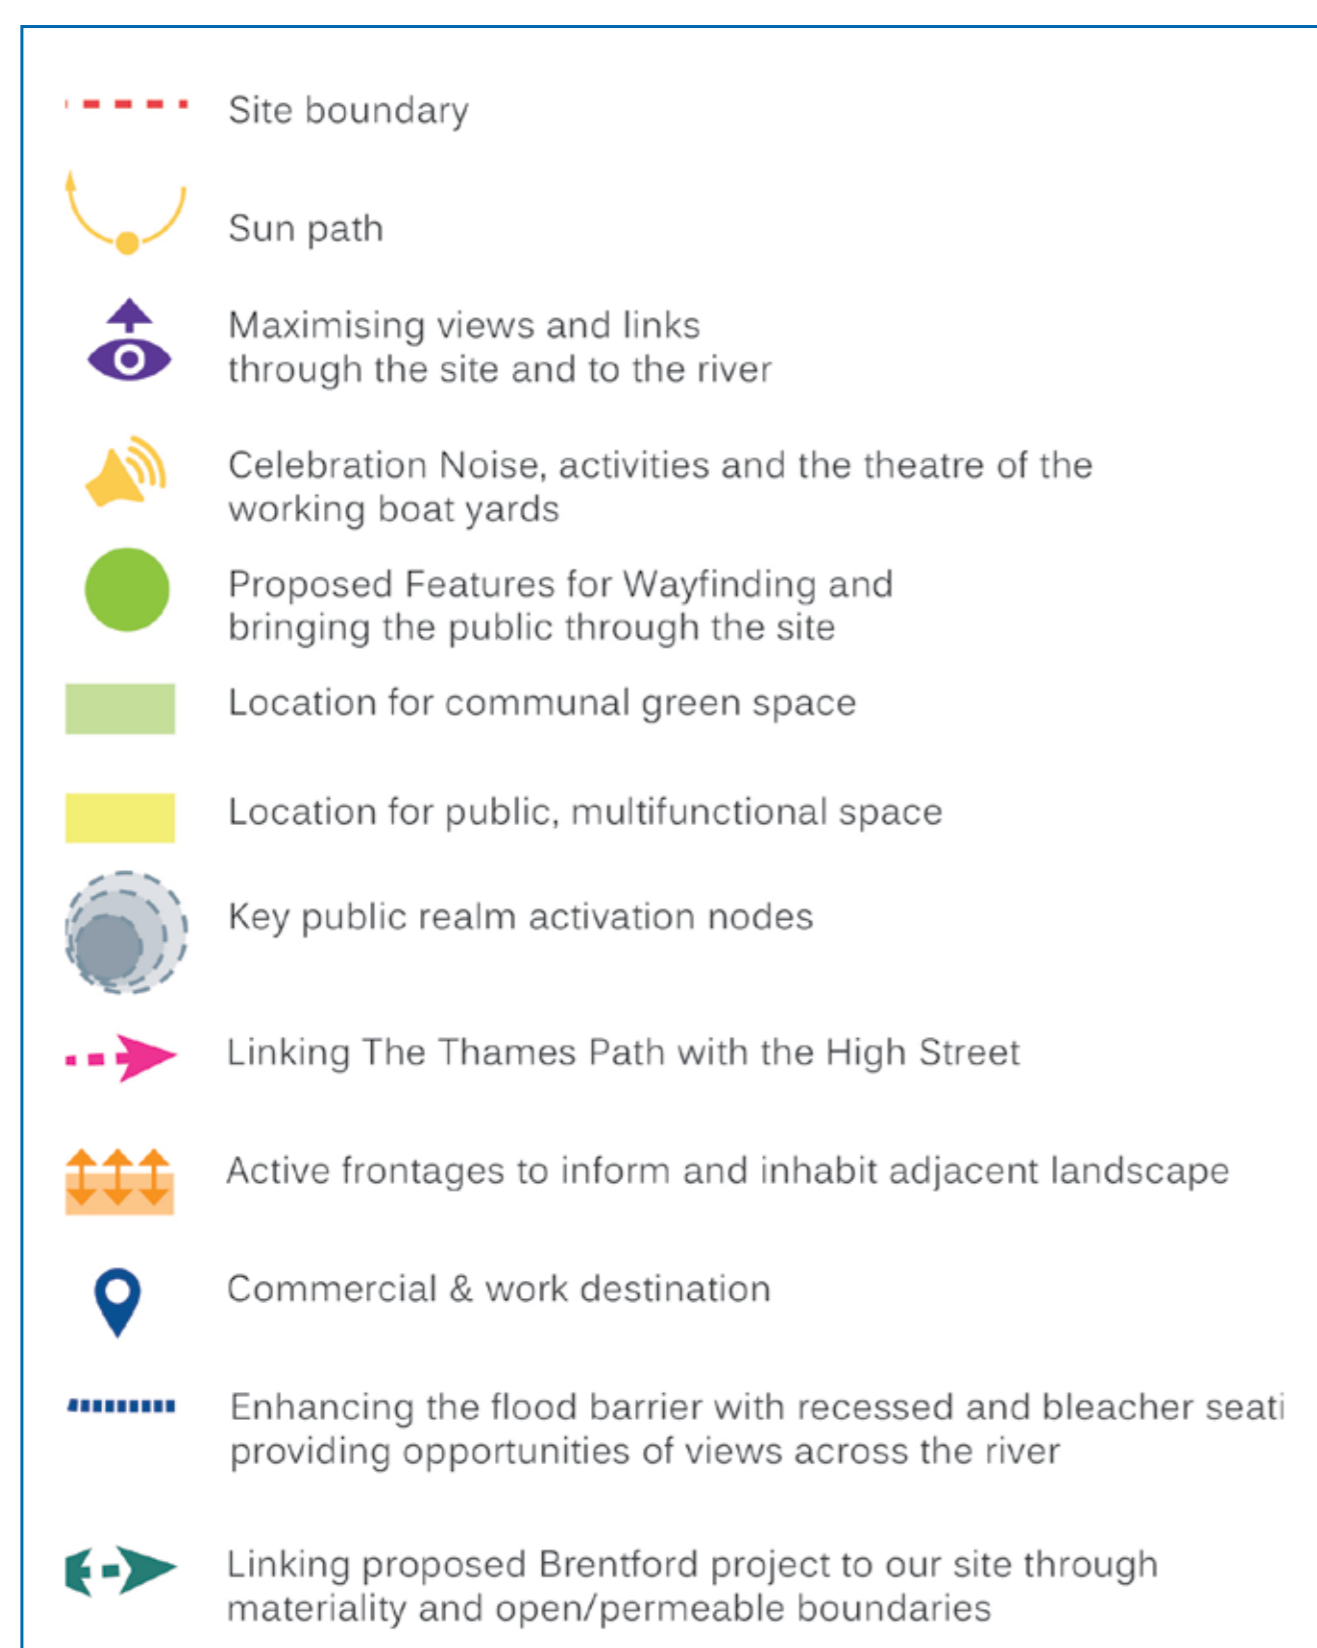 Site boundary
Sun path
Maximising views and links
through the site and to the river
Celebration Noise, activities and the theatre of the
working boat yards
Proposed Features for Wayfinding and
bringing the public through the site
Location for communal green space
Location for public, multifunctional space
Key public realm activation nodes
Linking The Thames Path with the High Street
Active frontages to inform and inhabit adjacent landscape
Commercial & work destination
Enhancing the flood barrier with recessed and bleacher seati
providing opportunities of views across the river
Linking proposed Brentford project to our site through
materiality and open/permeable boundaries